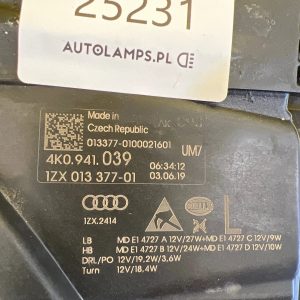 25231
AUTOLAMPS.PL
Made in
Czech Republic
013377-0100021601
4K0.941.039 UM7
06:34:12
1ZX 013 377-01 03.06.19
HELLA
1ZX.2414 L
LB MD E1 4727 A 12V/27W+MD E1 4727 C 12V/9W
HB MD E1 4727 B 12V/24W+MD E1 4727 D 12V/10W
DRL/PO 12V/19.2W/3.6W
Turn 12V/18.4W